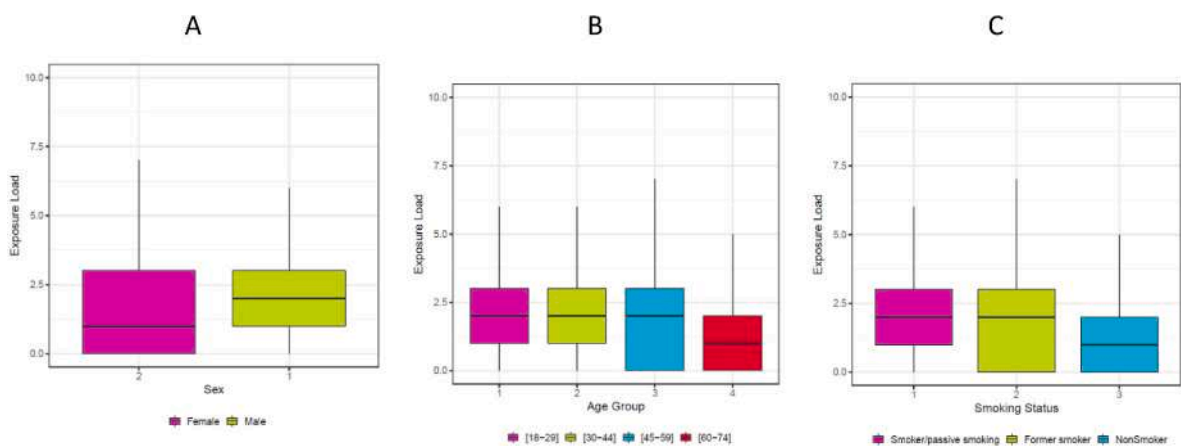 A
B
C
10.0
7.5
5.0
2.5
0.0
Exposure Load
2
1
Sex
Female Male
10.0
7.5
5.0
2.5
0.0
Exposure Load
1 2 3 4
Age Group
[18-29] [30-44] [45-59] [60-74]
10.0
7.5
5.0
2.5
0.0
Exposure Load
1 2 3
Smoking Status
Smoker/passive smoking Former smoker NonSmoker